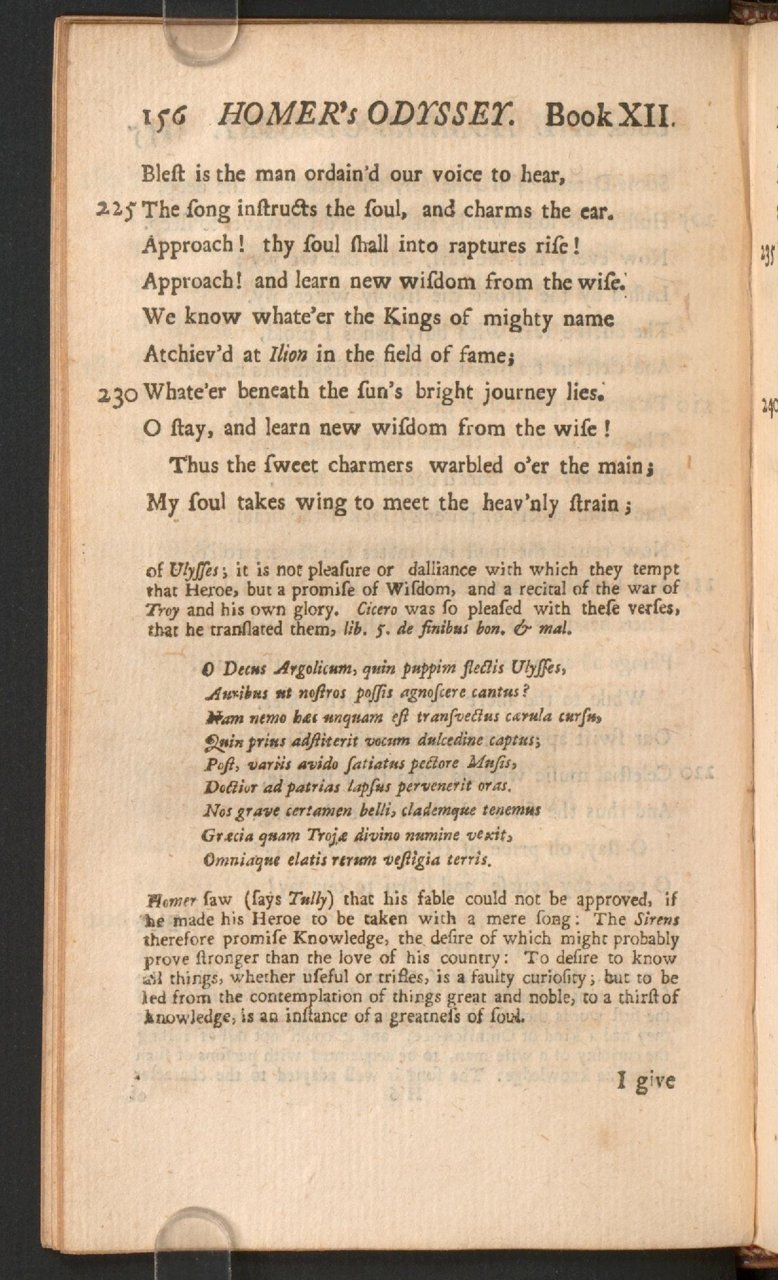 156 HOMER's ODYSSEY. Book XII.
Blest is the man ordain'd our voice to hear,
225 The song instructs the soul, and charms the ear.
Approach! thy soul shall into raptures rise!
Approach! and learn new wisdom from the wise.
We know whate'er the Kings of mighty name
Atchiev'd at Ilion in the field of fame;
230 Whate'er beneath the sun's bright journey lies.
O stay, and learn new wisdom from the wise!
Thus the sweet charmers warbled o'er the main;
My soul takes wing to meet the heav'nly strain;
of Ulysses; it is not pleasure or dalliance with which they tempt
that Heroe, but a promise of Wisdom, and a recital of the war of
Troy and his own glory. Cicero was so pleased with these verses,
that he translated them, lib. 5. de finibus bon. & mal.
O Decus Argolicum, quin puppim flectis Ulysses,
Auribus ut nostros possis agnoscere cantus?
Nam nemo hæc unquam est transvectus cærula cursu,
Quin prius adstiterit vocum dulcedine captus;
Post, variis avido satiatus pectore Musis,
Doctior ad patrias lapsus pervenerit oras.
Nos grave certamen belli, clademque tenemus
Græcia quam Trojæ divino numine vexit,
Omniaque elatis rerum vestigia terris.
Homer saw (says Tully) that his fable could not be approved, if
he made his Heroe to be taken with a mere song: The Sirens
therefore promise Knowledge, the desire of which might probably
prove stronger than the love of his country: To desire to know
all things, whether useful or trifles, is a faulty curiosity; but to be
led from the contemplation of things great and noble, to a thirst of
knowledge, is an instance of a greatness of soul.
I give
235
240